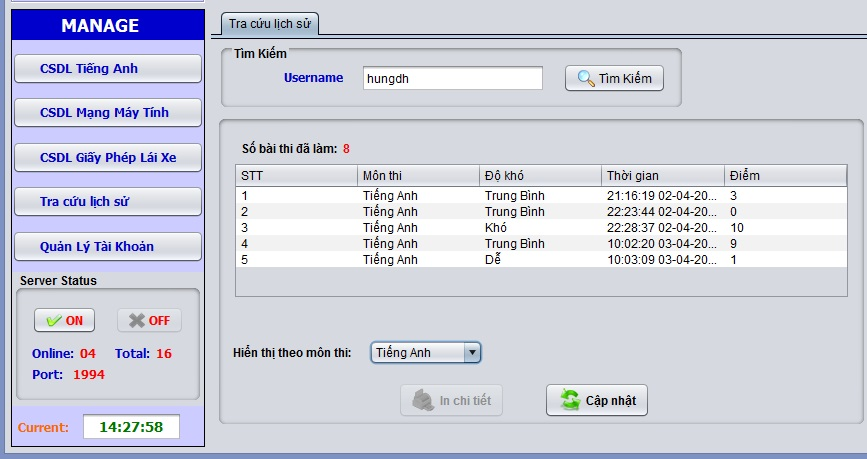 MANAGE
CSDL Tiếng Anh
CSDL Mạng Máy Tính
CSDL Giấy Phép Lái Xe
Tra cứu lịch sử
Quản Lý Tài Khoản
Server Status
ON OFF
Online: 04 Total: 16
Port: 1994
Current: 14:27:58
Tra cứu lịch sử
Tìm Kiếm
Username hungdh Tìm Kiếm
Số bài thi đã làm: 8
STT Môn thi Độ khó Thời gian Điểm
1 Tiếng Anh Trung Bình 21:16:19 02-04-20... 3
2 Tiếng Anh Trung Bình 22:23:44 02-04-20... 0
3 Tiếng Anh Khó 22:28:37 02-04-20... 10
4 Tiếng Anh Trung Bình 10:02:20 03-04-20... 9
5 Tiếng Anh Dễ 10:03:09 03-04-20... 1
Hiển thị theo môn thi: Tiếng Anh
In chi tiết Cập nhật